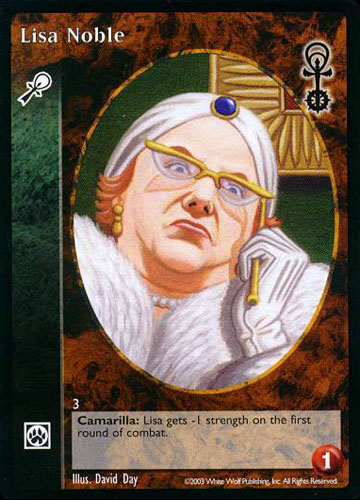 Lisa Noble
3
Camarilla: Lisa gets -1 strength on the first
round of combat.
1
Illus. David Day
©2003 White Wolf Publishing, Inc. All Rights Reserved.